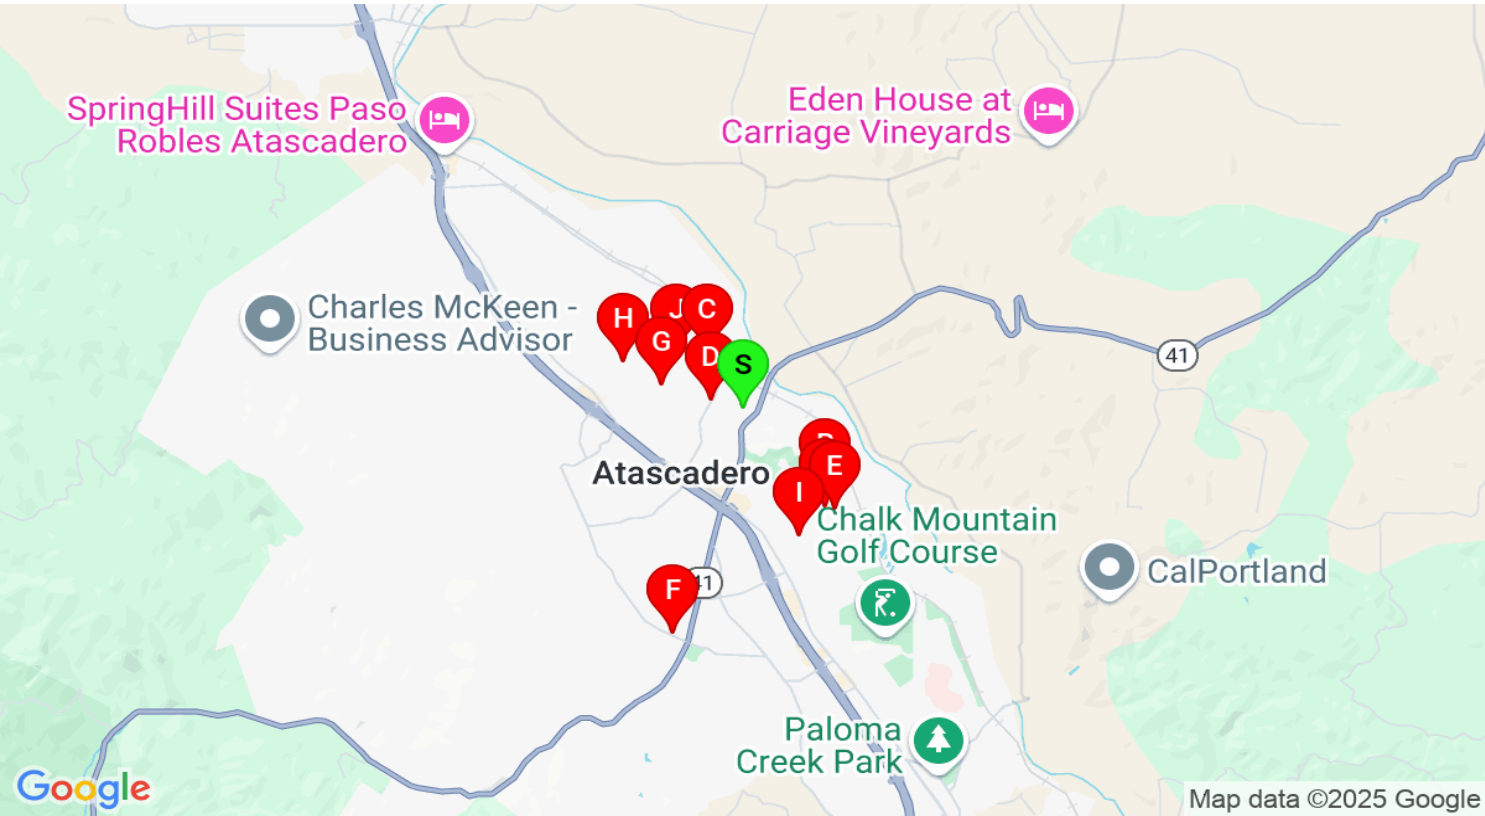 SpringHill Suites Paso
Robles Atascadero
Eden House at
Carriage Vineyards
Charles McKeen -
Business Advisor
H
J
C
G
D
S
41
E
I
Atascadero
Chalk Mountain
Golf Course
CalPortland
F
41
Paloma
Creek Park
Google
Map data ©2025 Google